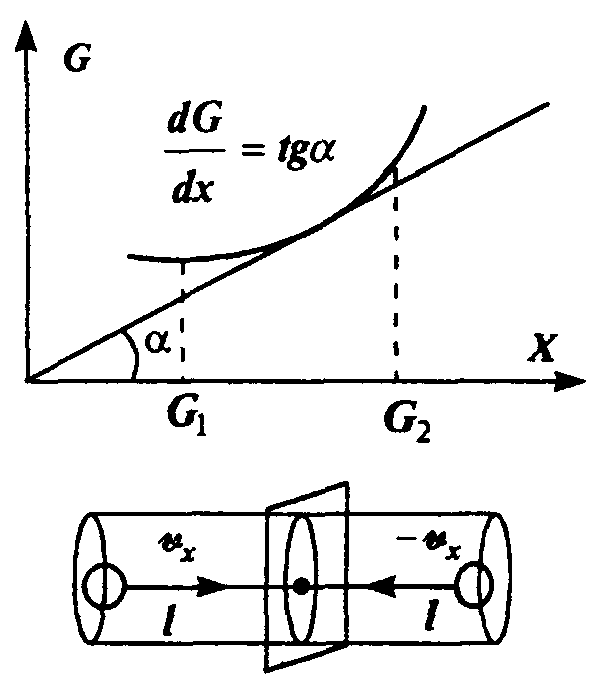 G
dG/dx = tgα
α
X
G₁ G₂
𝓋ₓ -𝓋ₓ
l l